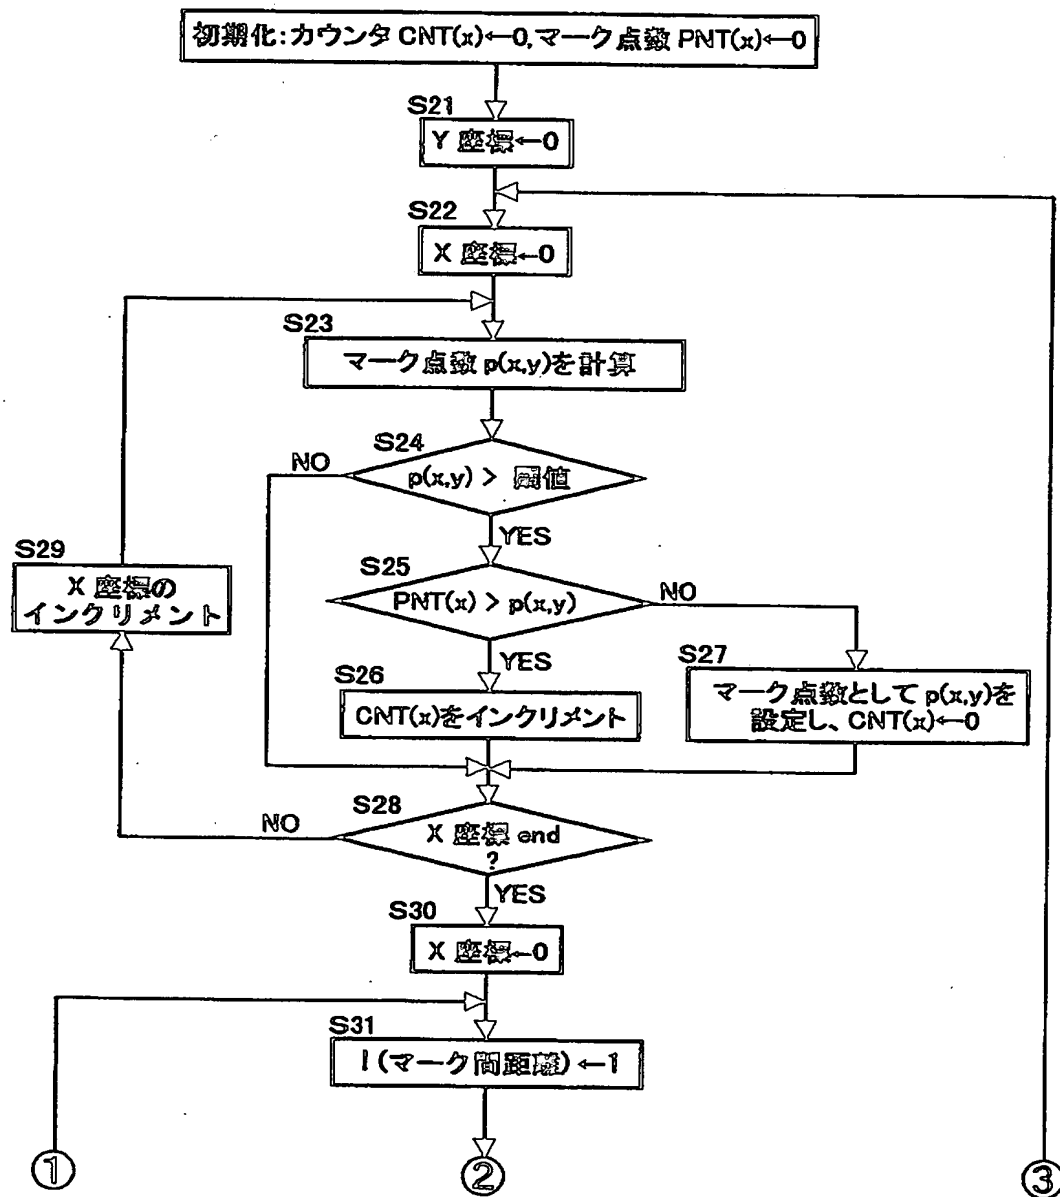 初期化:カウンタ CNT(x)←0,マーク点数 PNT(x)←0
S21
Y 座標←0
S22
X 座標←0
S23
マーク点数 p(x,y)を計算
S24
NO
p(x,y) > 閾値
YES
S29
X 座標の
インクリメント
S25
PNT(x) > p(x,y)
NO
YES
S26
CNT(x)をインクリメント
S27
マーク点数として p(x,y)を
設定し、CNT(x)←0
S28
NO
X 座標 end
?
YES
S30
X 座標←0
S31
l (マーク間距離) ←1
①
②
③